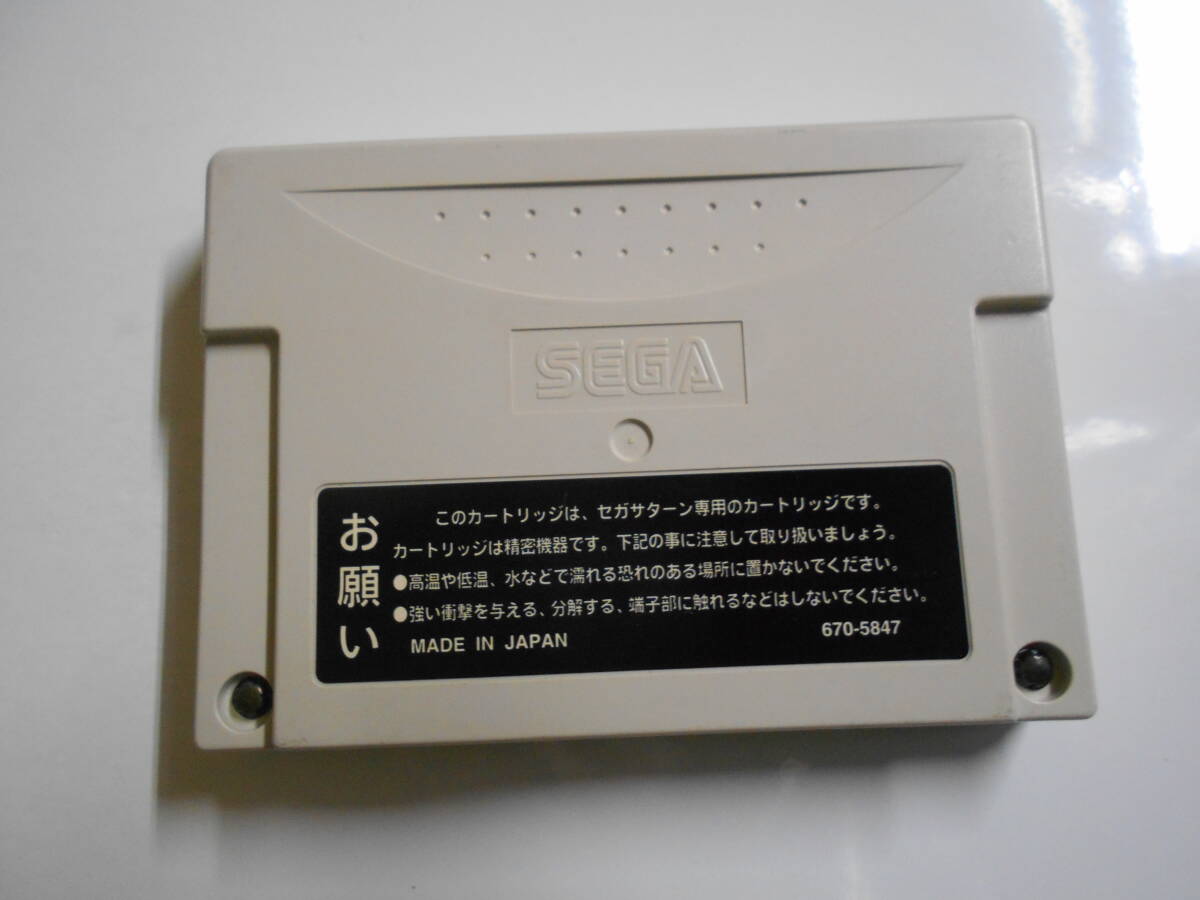 SEGA
お願い
このカートリッジは、セガサターン専用のカートリッジです。
カートリッジは精密機器です。下記の事に注意して取り扱いましょう。
●高温や低温、水などで濡れる恐れのある場所に置かないでください。
●強い衝撃を与える、分解する、端子部に触れるなどはしないでください。
MADE IN JAPAN 670-5847